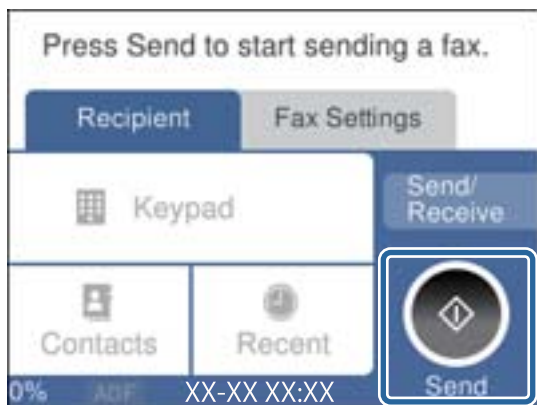 Press Send to start sending a fax.
Recipient
Fax Settings
Keypad
Send/
Receive
Contacts
Recent
0%
ADF
XX-XX XX:XX
Send